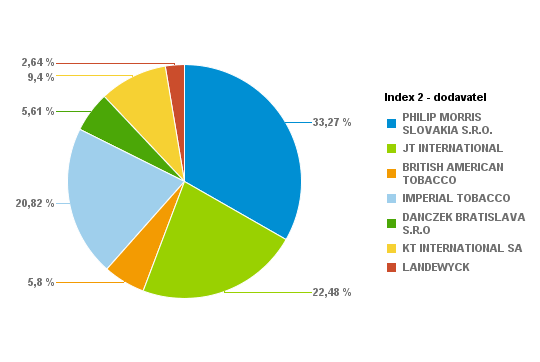 2,64 %
9,4 %
5,61 %
20,82 %
5,8 %
33,27 %
22,48 %
Index 2 - dodavatel
PHILIP MORRIS
SLOVAKIA S.R.O.
JT INTERNATIONAL
BRITISH AMERICAN
TOBACCO
IMPERIAL TOBACCO
DANCZEK BRATISLAVA
S.R.O
KT INTERNATIONAL SA
LANDEWYCK